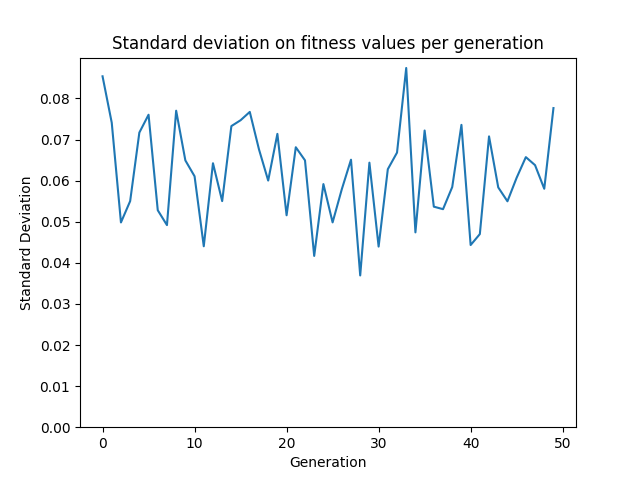 Standard deviation on fitness values per generation
0.08
0.07
0.06
0.05
0.04
0.03
0.02
0.01
0.00
Standard Deviation
0 10 20 30 40 50
Generation